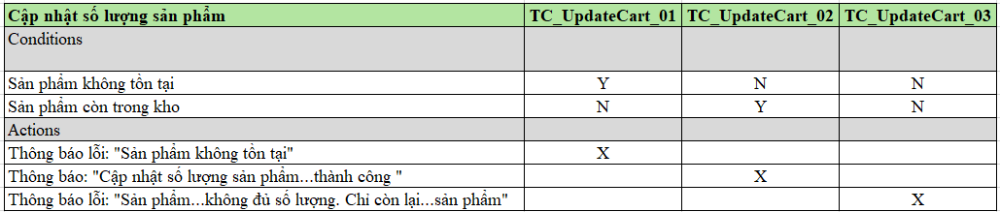 Cập nhật số lượng sản phẩm TC_UpdateCart_01 TC_UpdateCart_02 TC_UpdateCart_03
Conditions
Sản phẩm không tồn tại Y N N
Sản phẩm còn trong kho N Y N
Actions
Thông báo lỗi: "Sản phẩm không tồn tại" X
Thông báo: "Cập nhật số lượng sản phẩm...thành công " X
Thông báo lỗi: "Sản phẩm...không đủ số lượng. Chỉ còn lại...sản phẩm" X